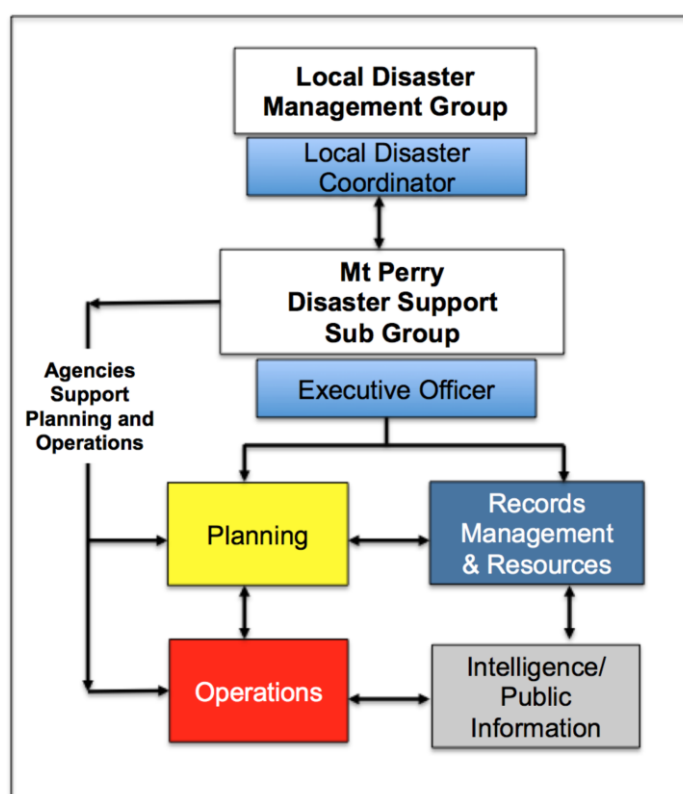 Local Disaster
Management Group
Local Disaster
Coordinator
Mt Perry
Disaster Support
Sub Group
Executive Officer
Agencies
Support
Planning and
Operations
Planning
Records
Management
& Resources
Operations
Intelligence/
Public
Information